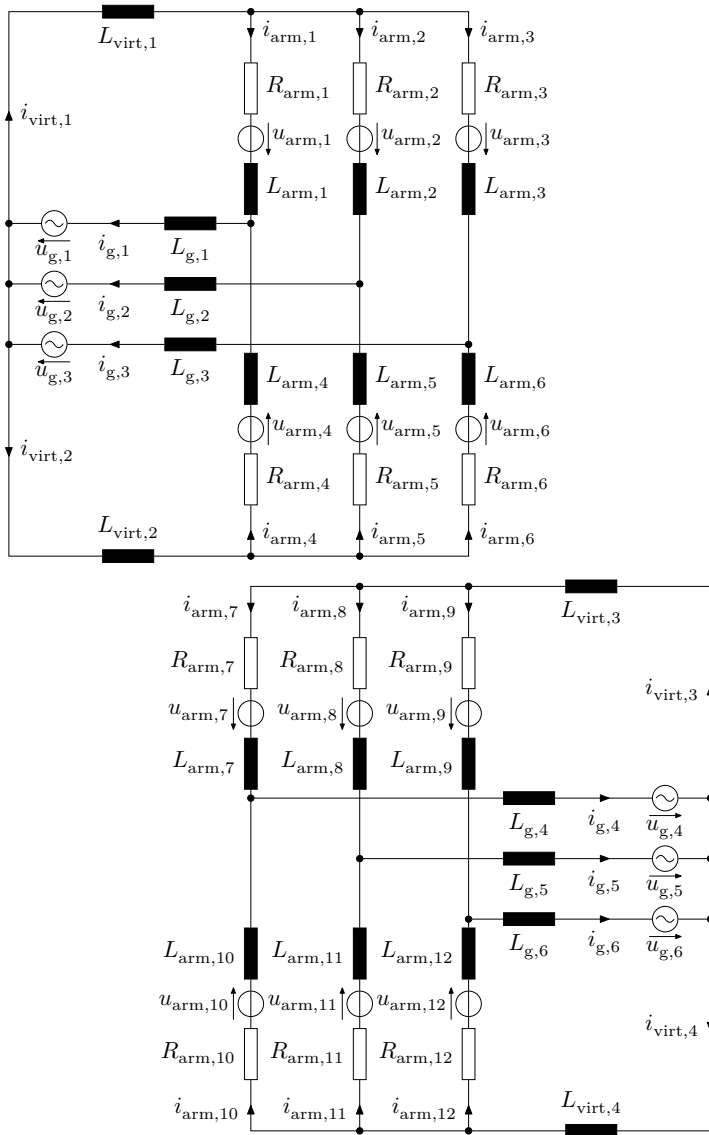 L_virt,1
i_arm,1 i_arm,2 i_arm,3
R_arm,1 R_arm,2 R_arm,3
i_virt,1
u_arm,1 u_arm,2 u_arm,3
L_arm,1 L_arm,2 L_arm,3
u_g,1 i_g,1 L_g,1
u_g,2 i_g,2 L_g,2
u_g,3 i_g,3 L_g,3
L_arm,4 L_arm,5 L_arm,6
u_arm,4 u_arm,5 u_arm,6
i_virt,2
R_arm,4 R_arm,5 R_arm,6
L_virt,2
i_arm,4 i_arm,5 i_arm,6
i_arm,7 i_arm,8 i_arm,9
L_virt,3
R_arm,7 R_arm,8 R_arm,9
i_virt,3
u_arm,7 u_arm,8 u_arm,9
L_arm,7 L_arm,8 L_arm,9
L_g,4 i_g,4 u_g,4
L_g,5 i_g,5 u_g,5
L_g,6 i_g,6 u_g,6
L_arm,10 L_arm,11 L_arm,12
u_arm,10 u_arm,11 u_arm,12
i_virt,4
R_arm,10 R_arm,11 R_arm,12
L_virt,4
i_arm,10 i_arm,11 i_arm,12